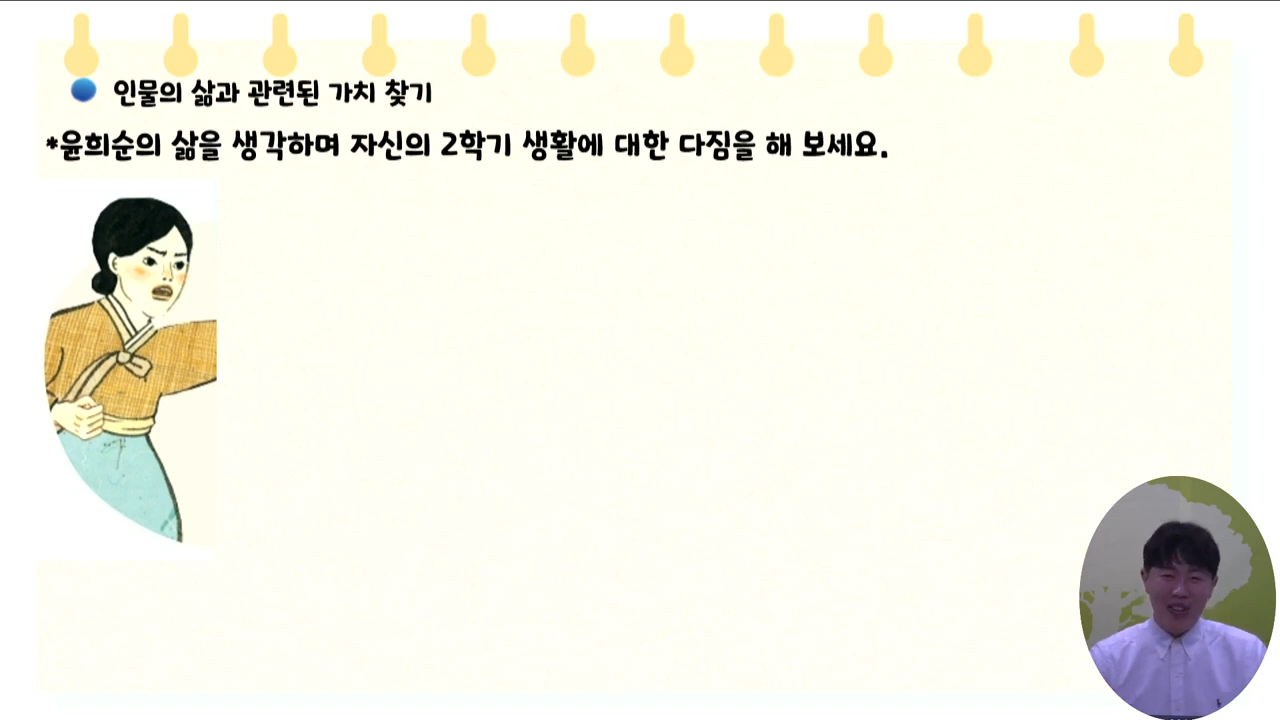 인물의 삶과 관련된 가치 찾기
*윤희순의 삶을 생각하며 자신의 2학기 생활에 대한 다짐을 해 보세요.